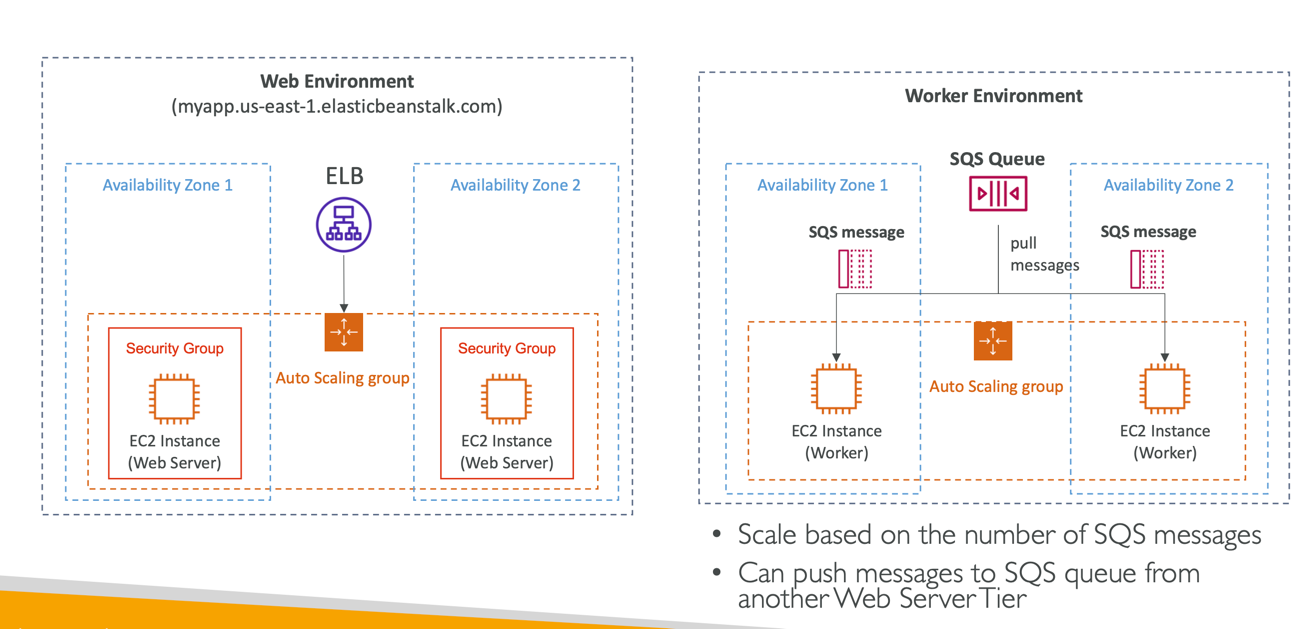 Web Environment
(myapp.us-east-1.elasticbeanstalk.com)
Availability Zone 1
ELB
Availability Zone 2
Security Group
Security Group
Auto Scaling group
EC2 Instance
(Web Server)
EC2 Instance
(Web Server)
Worker Environment
SQS Queue
Availability Zone 1
Availability Zone 2
SQS message
SQS message
pull
messages
Auto Scaling group
EC2 Instance
(Worker)
EC2 Instance
(Worker)
• Scale based on the number of SQS messages
• Can push messages to SQS queue from
another Web Server Tier